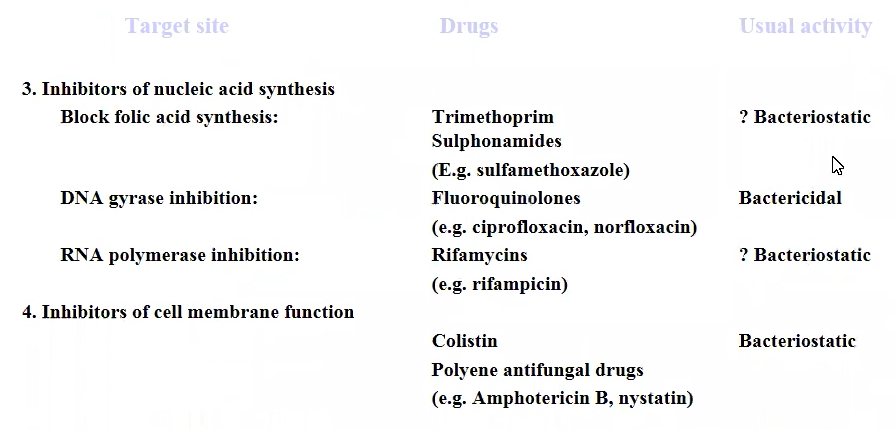 Target site Drugs Usual activity
3. Inhibitors of nucleic acid synthesis
Block folic acid synthesis: Trimethoprim ? Bacteriostatic
Sulphonamides
(E.g. sulfamethoxazole)
DNA gyrase inhibition: Fluoroquinolones Bactericidal
(e.g. ciprofloxacin, norfloxacin)
RNA polymerase inhibition: Rifamycins ? Bacteriostatic
(e.g. rifampicin)
4. Inhibitors of cell membrane function
Colistin Bacteriostatic
Polyene antifungal drugs
(e.g. Amphotericin B, nystatin)